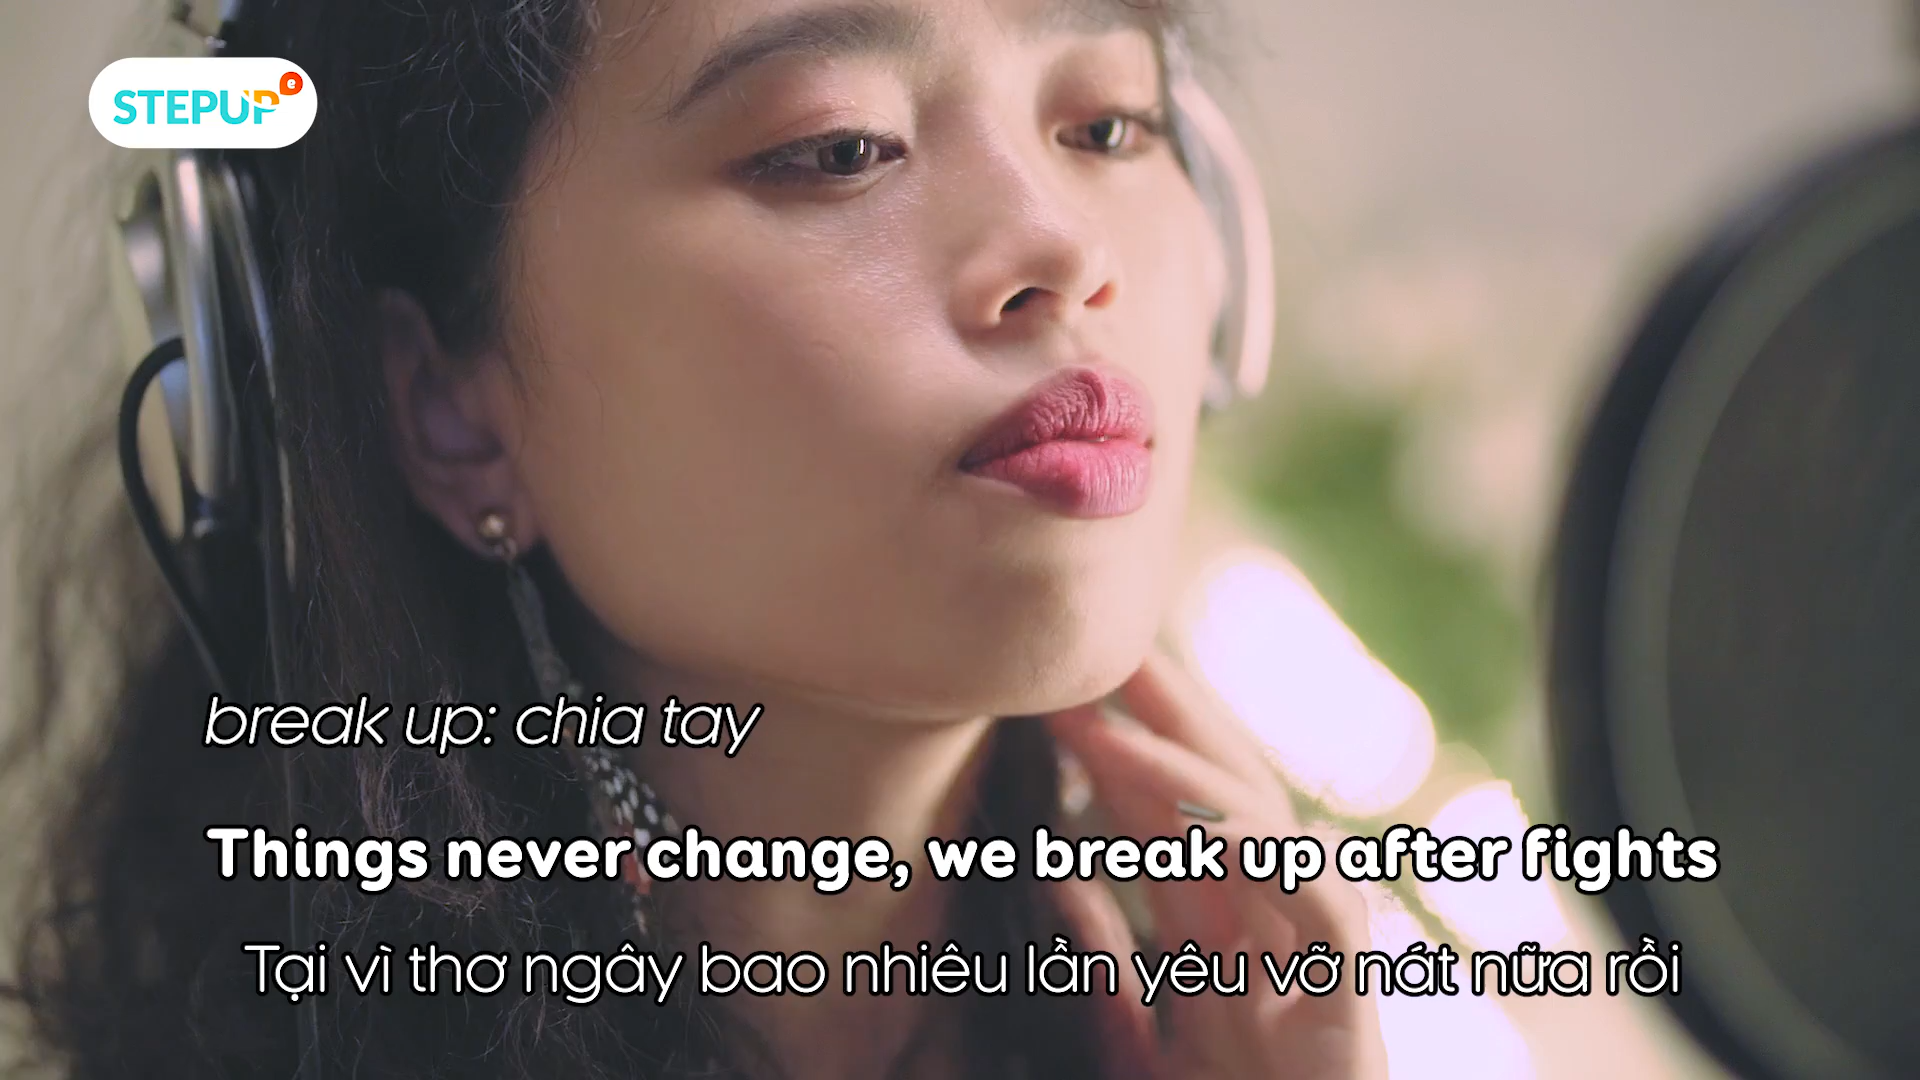 STEPUP e
break up: chia tay
Things never change, we break up after fights
Tại vì thơ ngây bao nhiêu lần yêu vỡ nát nữa rồi